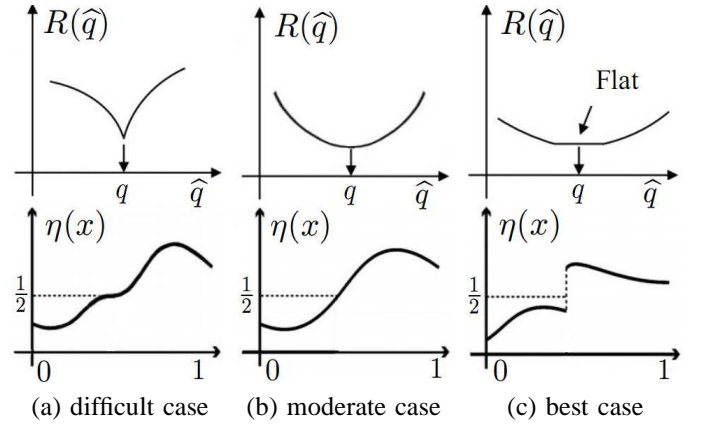 R(q̂) R(q̂) R(q̂)
Flat
q q̂ q q̂ q q̂
η(x) η(x) η(x)
1/2 1/2 1/2
0 1 0 1 0 1
(a) difficult case (b) moderate case (c) best case